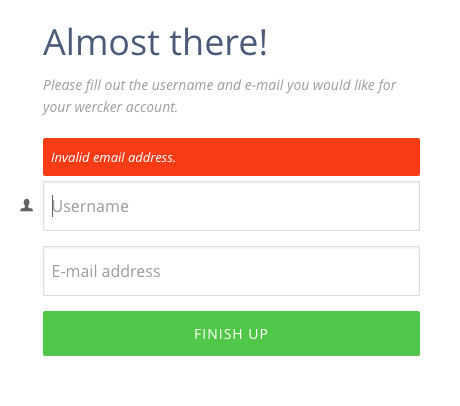 Almost there!
Please fill out the username and e-mail you would like for
your wercker account.
Invalid email address.
Username
E-mail address
FINISH UP